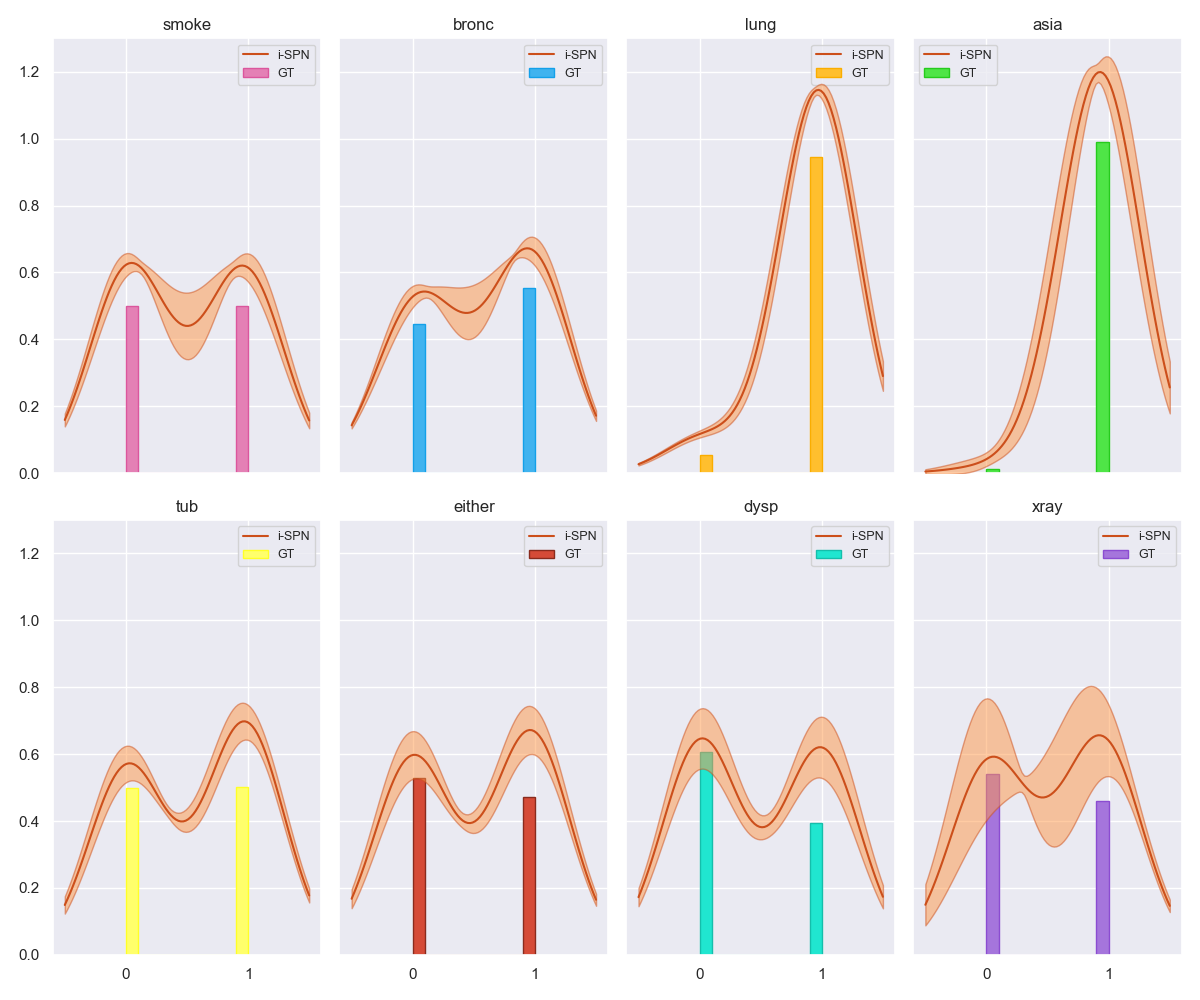 smoke
bronc
lung
asia
i-SPN
GT
i-SPN
GT
i-SPN
GT
i-SPN
GT
1.2
1.0
0.8
0.6
0.4
0.2
0.0
tub
either
dysp
xray
i-SPN
GT
i-SPN
GT
i-SPN
GT
i-SPN
GT
1.2
1.0
0.8
0.6
0.4
0.2
0.0
0 1
0 1
0 1
0 1